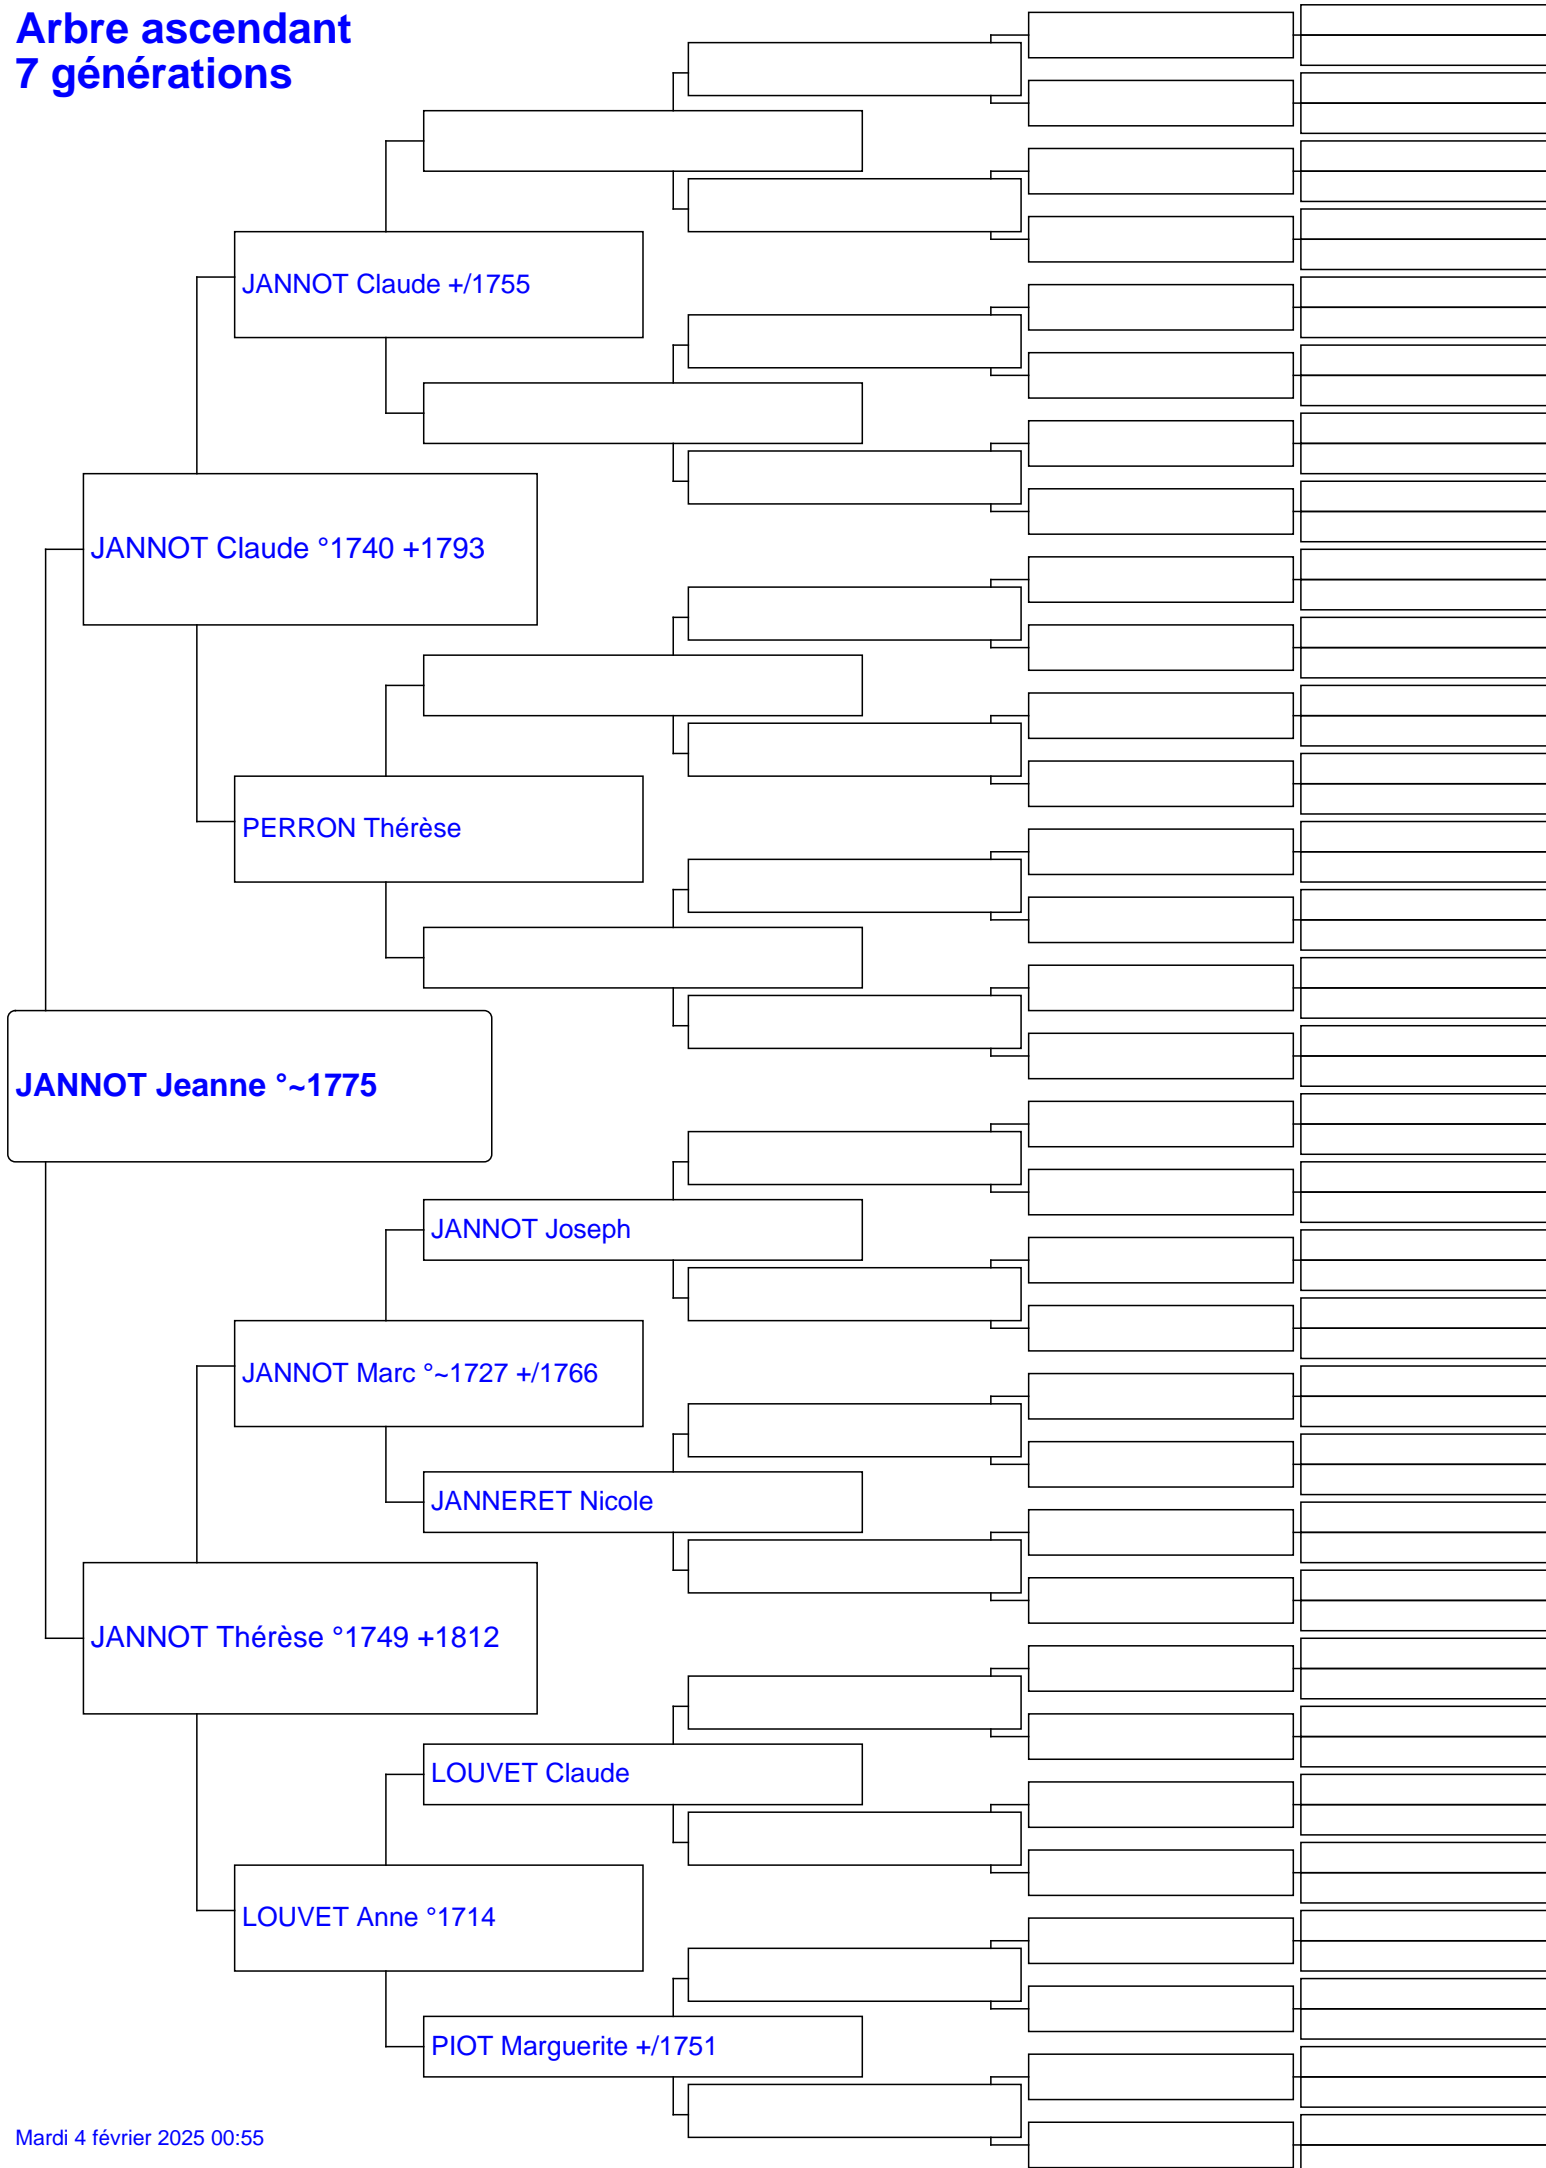 Arbre ascendant
7 générations
JANNOT Claude +/1755
JANNOT Claude °1740 +1793
PERRON Thérèse
JANNOT Jeanne °~1775
JANNOT Joseph
JANNOT Marc °~1727 +/1766
JANNERET Nicole
JANNOT Thérèse °1749 +1812
LOUVET Claude
LOUVET Anne °1714
PIOT Marguerite +/1751
Mardi 4 février 2025 00:55